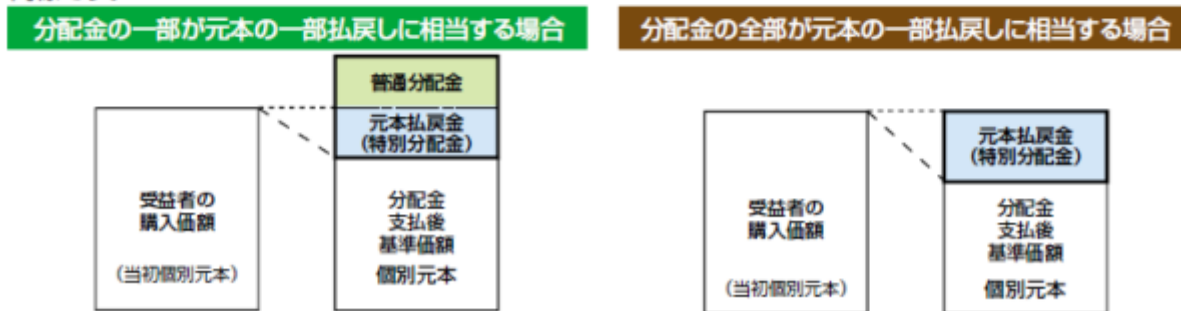 分配金の一部が元本の一部払戻しに相当する場合
普通分配金
元本払戻金
(特別分配金)
受益者の
購入価額
(当初個別元本)
分配金
支払後
基準価額
個別元本
分配金の全部が元本の一部払戻しに相当する場合
元本払戻金
(特別分配金)
受益者の
購入価額
(当初個別元本)
分配金
支払後
基準価額
個別元本